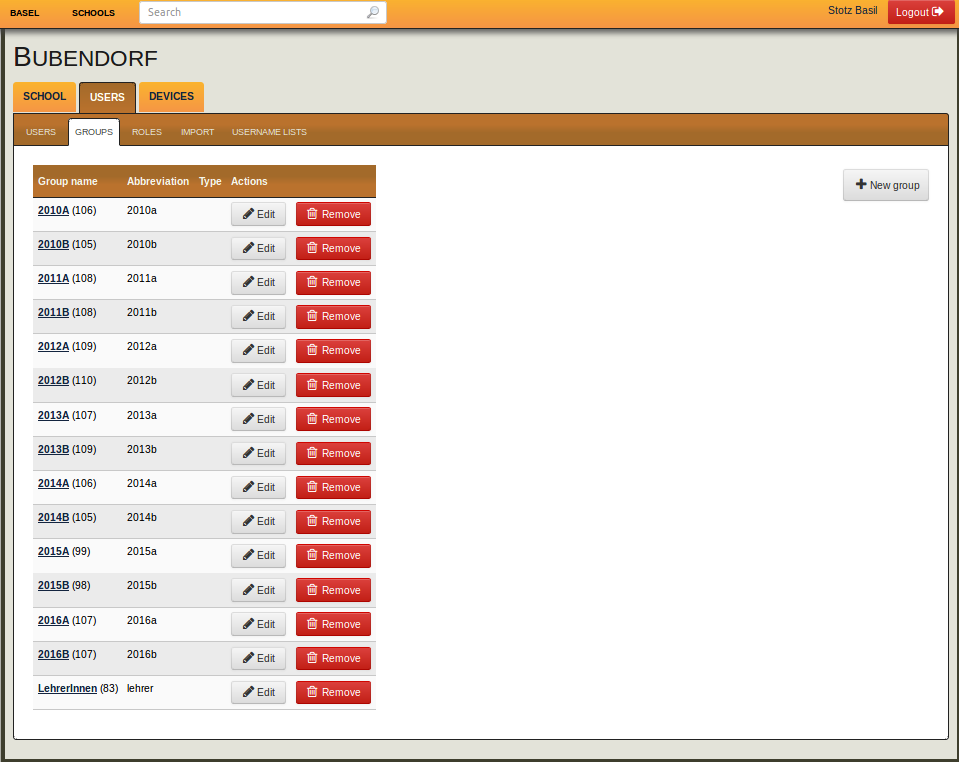 BASEL SCHOOLS Search Stotz Basil Logout
BUBENDORF
SCHOOL USERS DEVICES
USERS GROUPS ROLES IMPORT USERNAME LISTS
Group name Abbreviation Type Actions New group
2010A (106) 2010a Edit Remove
2010B (105) 2010b Edit Remove
2011A (108) 2011a Edit Remove
2011B (108) 2011b Edit Remove
2012A (109) 2012a Edit Remove
2012B (110) 2012b Edit Remove
2013A (107) 2013a Edit Remove
2013B (109) 2013b Edit Remove
2014A (106) 2014a Edit Remove
2014B (105) 2014b Edit Remove
2015A (99) 2015a Edit Remove
2015B (98) 2015b Edit Remove
2016A (107) 2016a Edit Remove
2016B (107) 2016b Edit Remove
LehrerInnen (83) lehrer Edit Remove